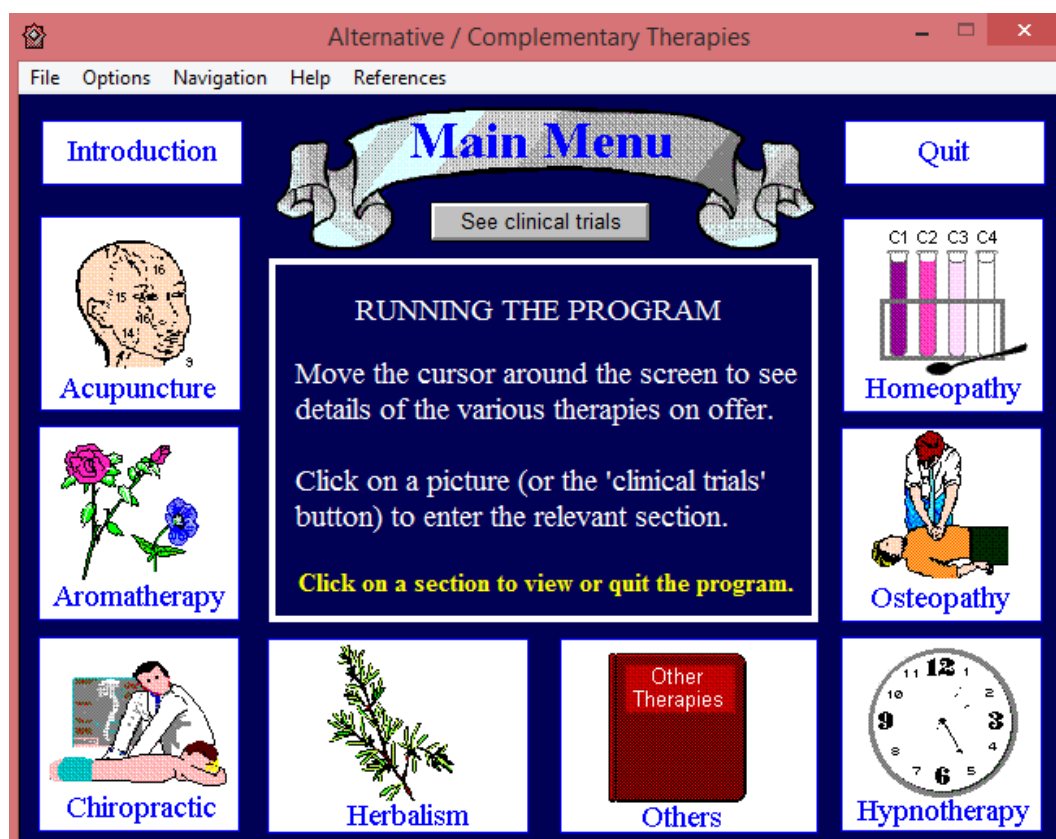 Alternative / Complementary Therapies
File Options Navigation Help References
Introduction
Main Menu
Quit
See clinical trials
16
15
16
14
9
Acupuncture
C1 C2 C3 C4
Homeopathy
RUNNING THE PROGRAM
Move the cursor around the screen to see
details of the various therapies on offer.
Click on a picture (or the 'clinical trials'
button) to enter the relevant section.
Click on a section to view or quit the program.
Aromatherapy
Osteopathy
Chiropractic
Herbalism
Other
Therapies
Others
11 12 1
10 2
9 3
8 4
7 6 5
Hypnotherapy